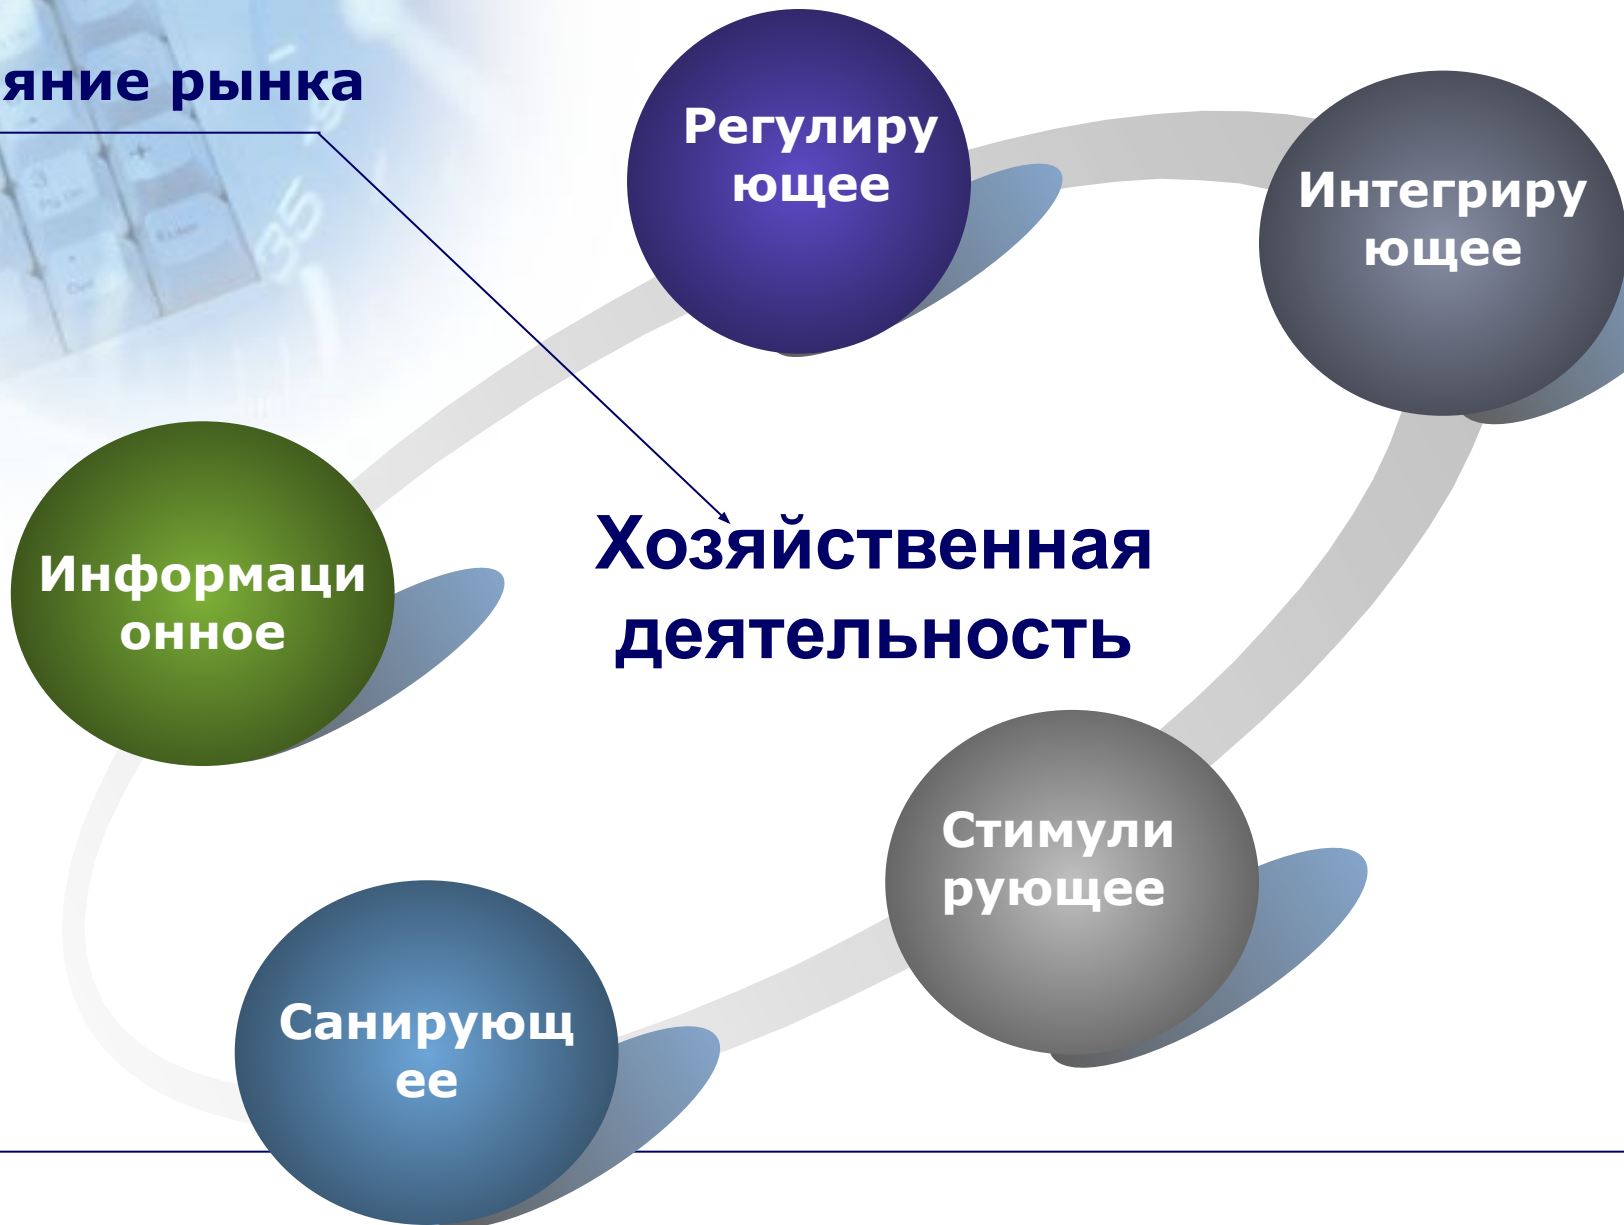 яние рынка
Регулиру
ющее
Интегриру
ющее
Информаци
онное
Хозяйственная
деятельность
Стимули
рующее
Санирующ
ее